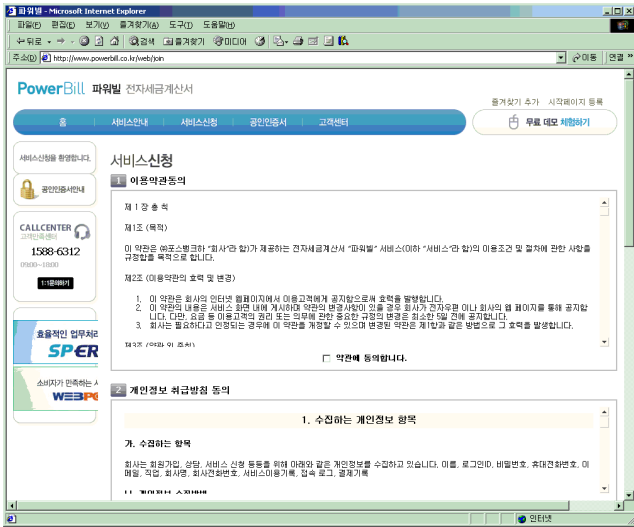 파워빌 - Microsoft Internet Explorer
파일(F) 편집(E) 보기(V) 즐겨찾기(A) 도구(T) 도움말(H)
뒤로 검색 즐겨찾기 미디어
주소(D) http://www.powerbill.co.kr/web/join 이동 연결 »
PowerBill 파워빌 전자세금계산서
즐겨찾기 추가 시작페이지 등록
홈 서비스안내 서비스신청 공인인증서 고객센터
무료 데모 체험하기
서비스신청을 환영합니다.
공인인증서안내
CALLCENTER
고객만족센터
1588-6312
09:00~18:00
1:1문의하기
효율적인 업무처리
SPER
소비자가 만족하는 사
WEBPO
서비스신청
1 이용약관동의
제 1 장 총 칙
제1조 (목적)
이 약관은 ㈜포스뱅크하 "회사"라 함)가 제공하는 전자세금계산서 "파워빌" 서비스(이하 "서비스"라 함)의 이용조건 및 절차에 관한 사항을
규정함을 목적으로 합니다.
제2조 (이용약관의 효력 및 변경)
1. 이 약관은 회사의 인터넷 웹페이지에서 이용고객에게 공지함으로써 효력을 발행합니다.
2. 이 약관의 내용은 서비스 화면 내에 게시하며 약관의 변경사항이 있을 경우 회사가 전자우편 이나 회사의 웹 페이지를 통해 공지합
니다. 다만, 요금 등 이용고객의 권리 또는 의무에 관한 중요한 규정의 변경은 최소한 5일 전에 공지합니다.
3. 회사는 필요하다고 인정되는 경우에 이 약관을 개정할 수 있으며 변경된 약관은 제1항과 같은 방법으로 그 효력을 발생합니다.
제3조 (약관 외 준칙)
약관에 동의합니다.
2 개인정보 취급방침 동의
1. 수집하는 개인정보 항목
가. 수집하는 항목
회사는 회원가입, 상담, 서비스 신청 등등을 위해 아래와 같은 개인정보를 수집하고 있습니다. 이름, 로그인ID, 비밀번호, 휴대전화번호, 이
메일, 직업, 회사명, 회사전화번호, 서비스이용기록, 접속 로그, 결제기록
나. 개인정보 수집방법
인터넷